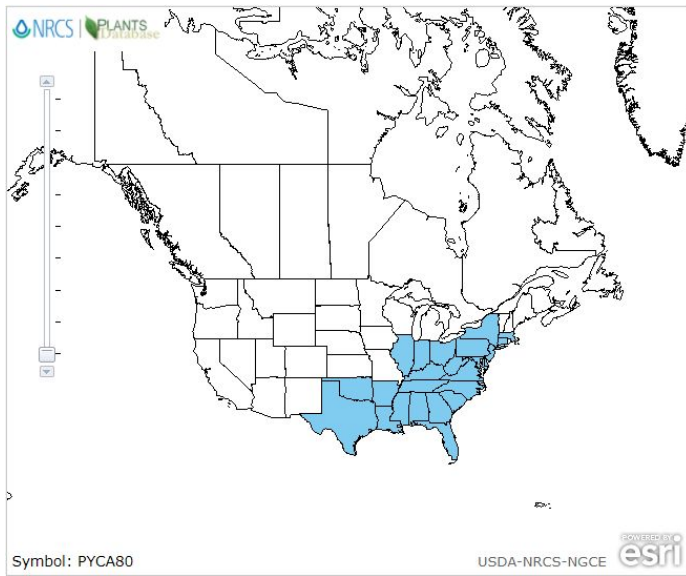 NRCS | PLANTS
Database
Symbol: PYCA80
USDA-NRCS-NGCE
POWERED BY
esri